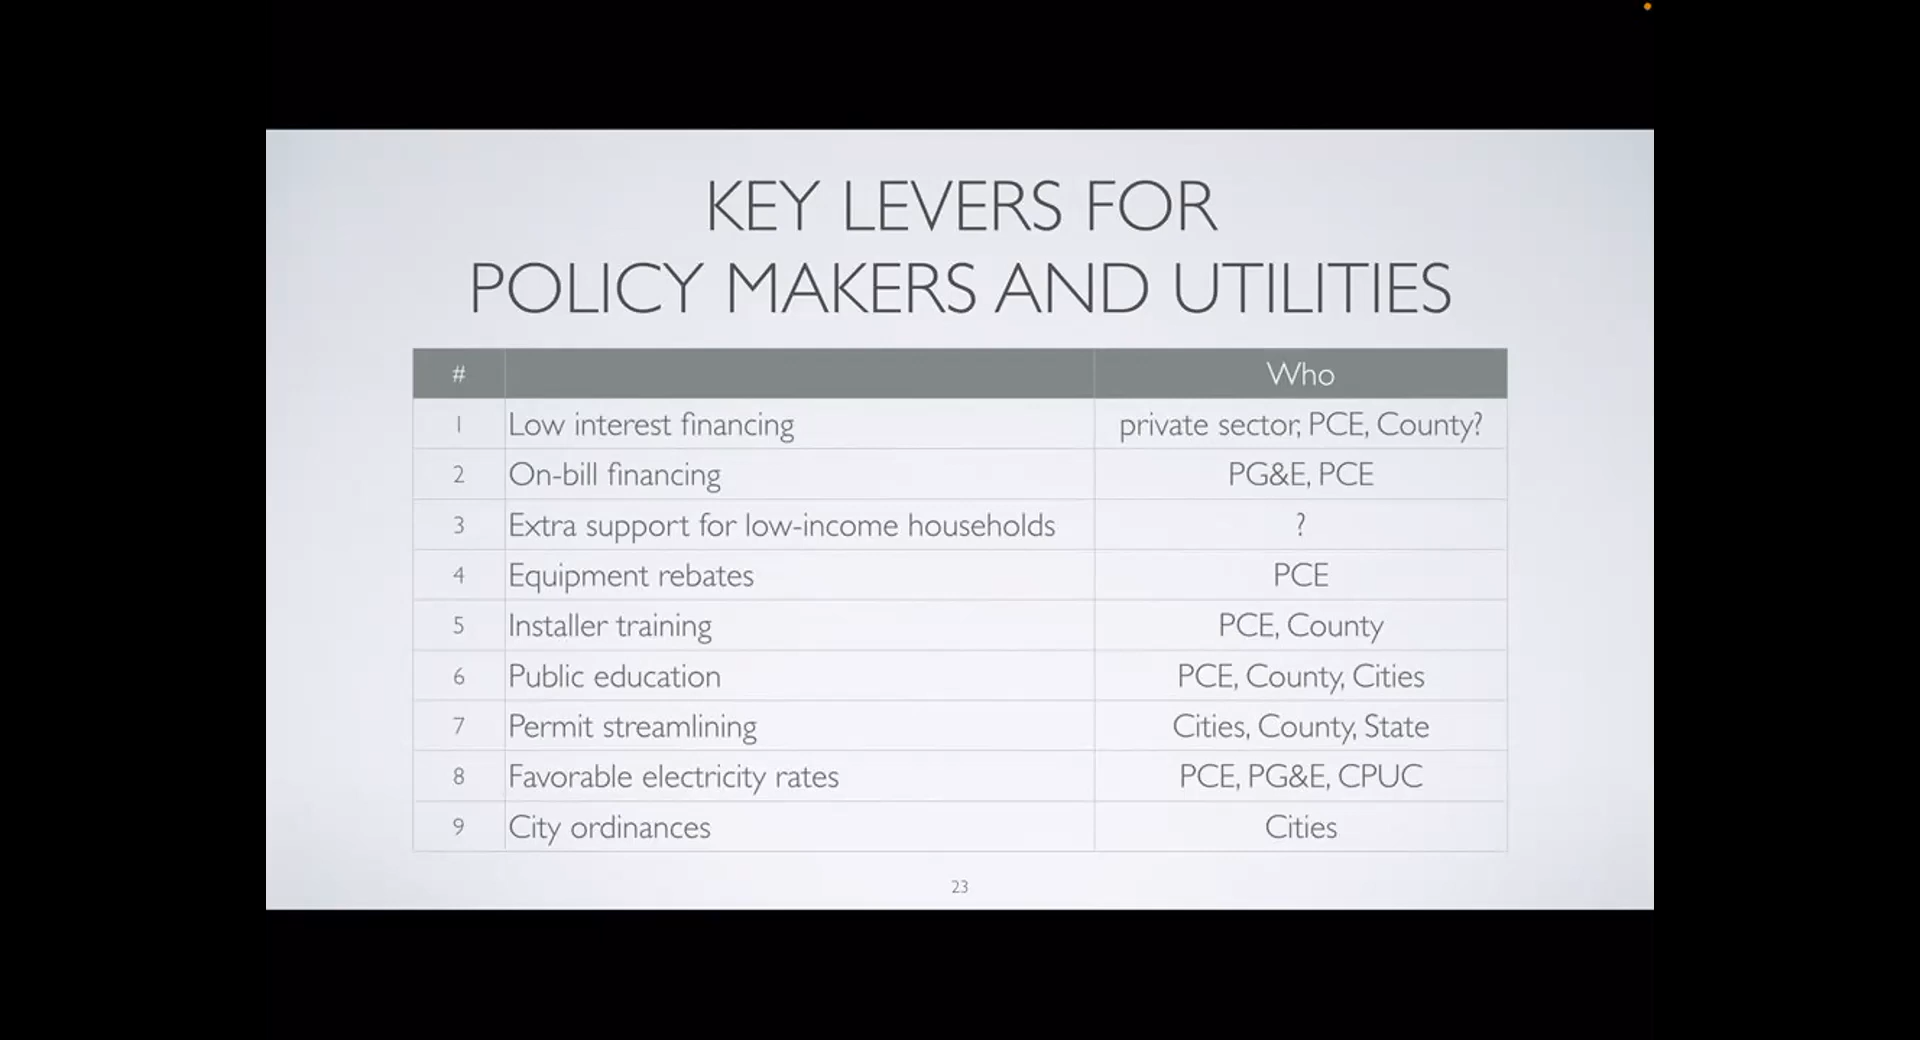 KEY LEVERS FOR
POLICY MAKERS AND UTILITIES
# Who
1 Low interest financing private sector, PCE, County?
2 On-bill financing PG&E, PCE
3 Extra support for low-income households ?
4 Equipment rebates PCE
5 Installer training PCE, County
6 Public education PCE, County, Cities
7 Permit streamlining Cities, County, State
8 Favorable electricity rates PCE, PG&E, CPUC
9 City ordinances Cities
23